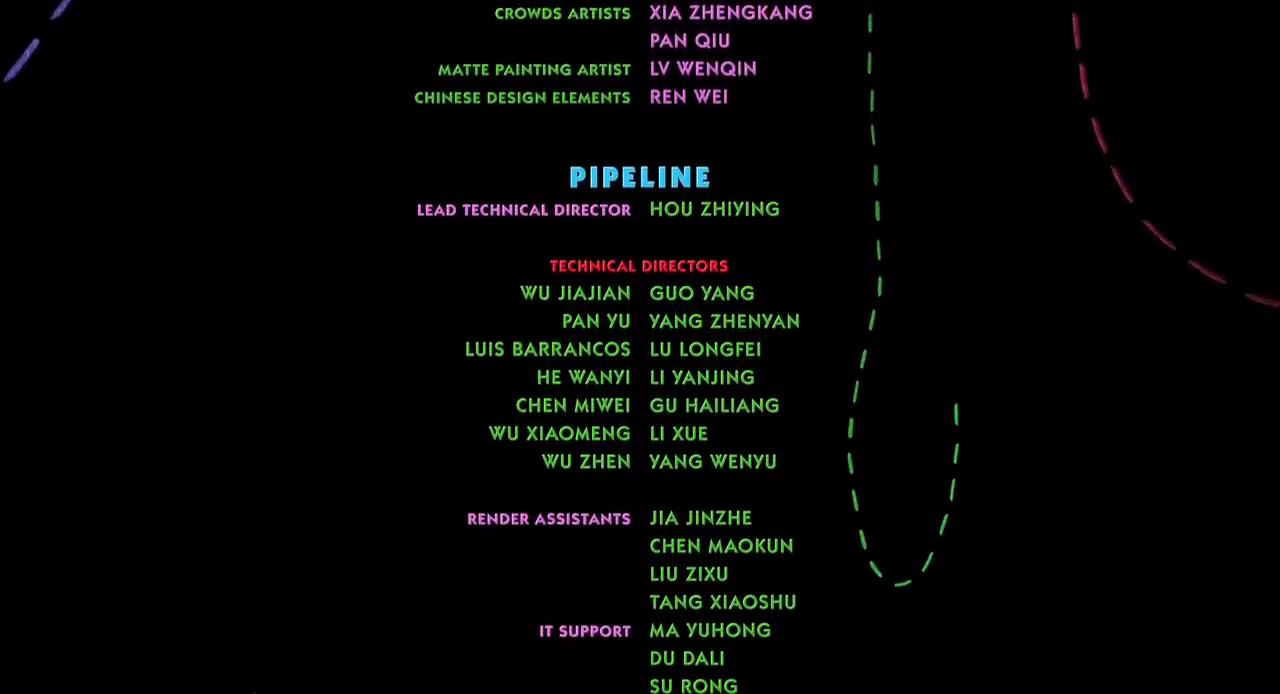 CROWDS ARTISTS XIA ZHENGKANG
PAN QIU
MATTE PAINTING ARTIST LV WENQIN
CHINESE DESIGN ELEMENTS REN WEI
PIPELINE
LEAD TECHNICAL DIRECTOR HOU ZHIYING
TECHNICAL DIRECTORS
WU JIAJIAN GUO YANG
PAN YU YANG ZHENYAN
LUIS BARRANCOS LU LONGFEI
HE WANYI LI YANJING
CHEN MIWEI GU HAILIANG
WU XIAOMENG LI XUE
WU ZHEN YANG WENYU
RENDER ASSISTANTS JIA JINZHE
CHEN MAOKUN
LIU ZIXU
TANG XIAOSHU
IT SUPPORT MA YUHONG
DU DALI
SU RONG